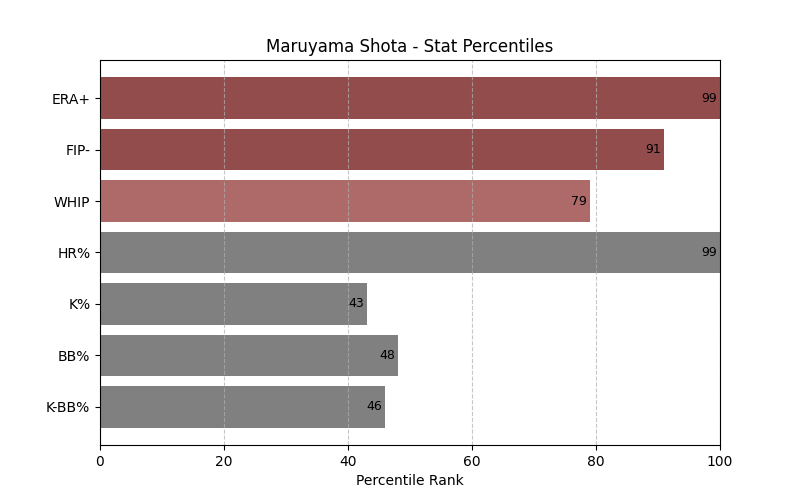 Maruyama Shota - Stat Percentiles
ERA+ 99
FIP- 91
WHIP 79
HR% 99
K% 43
BB% 48
K-BB% 46
0 20 40 60 80 100
Percentile Rank